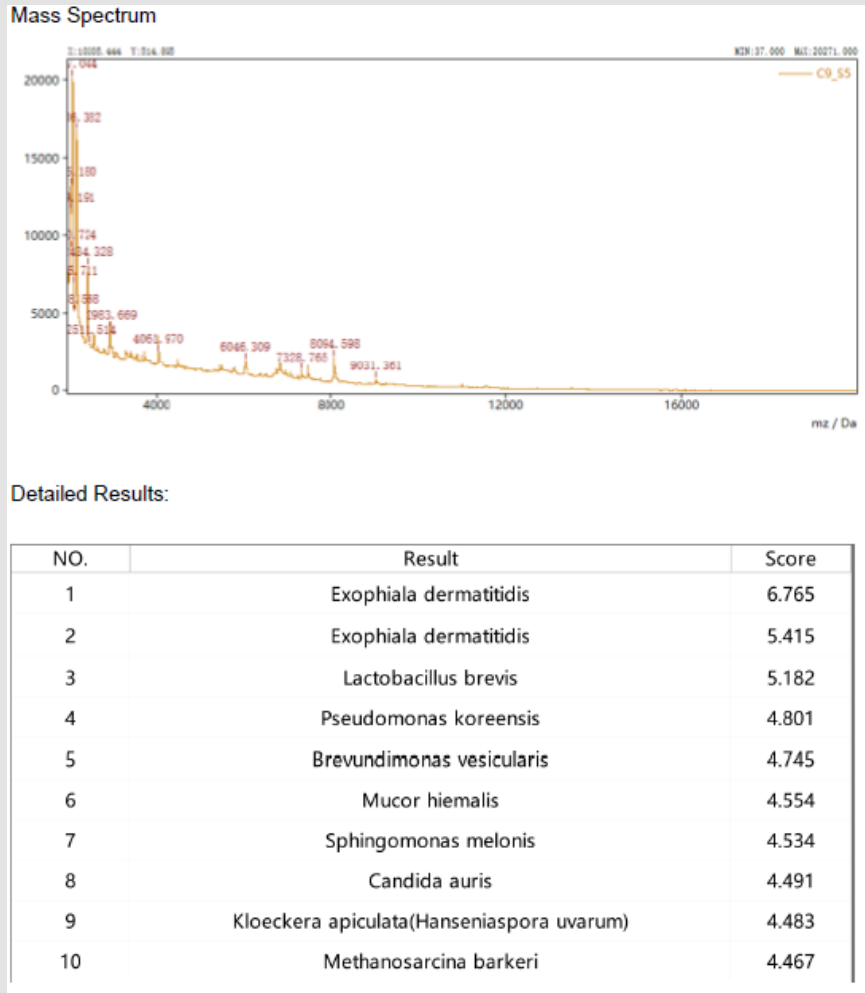 Mass Spectrum
MIN:37.000 MAX:20271.000
C9_S5
20000
15000
10000
5000
0
2983.669
4061.970
6046.309
7328.765
8094.598
9031.361
4000 8000 12000 16000
mz / Da
Detailed Results:
NO. Result Score
1 Exophiala dermatitidis 6.765
2 Exophiala dermatitidis 5.415
3 Lactobacillus brevis 5.182
4 Pseudomonas koreensis 4.801
5 Brevundimonas vesicularis 4.745
6 Mucor hiemalis 4.554
7 Sphingomonas melonis 4.534
8 Candida auris 4.491
9 Kloeckera apiculata(Hanseniaspora uvarum) 4.483
10 Methanosarcina barkeri 4.467